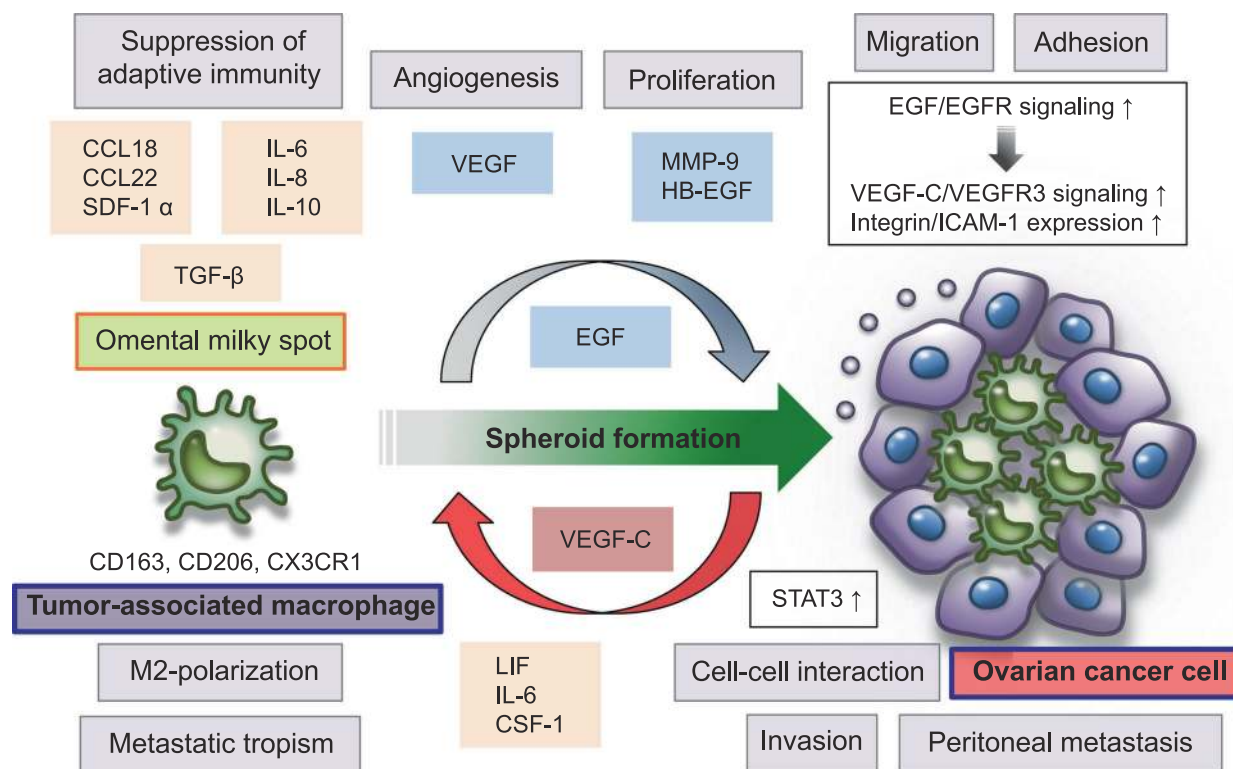 Suppression of
adaptive immunity
Angiogenesis
Proliferation
Migration
Adhesion
CCL18
CCL22
SDF-1 α
IL-6
IL-8
IL-10
TGF-β
VEGF
MMP-9
HB-EGF
EGF/EGFR signaling ↑
VEGF-C/VEGFR3 signaling ↑
Integrin/ICAM-1 expression ↑
Omental milky spot
EGF
Spheroid formation
VEGF-C
CD163, CD206, CX3CR1
Tumor-associated macrophage
M2-polarization
Metastatic tropism
LIF
IL-6
CSF-1
STAT3 ↑
Cell-cell interaction
Ovarian cancer cell
Invasion
Peritoneal metastasis